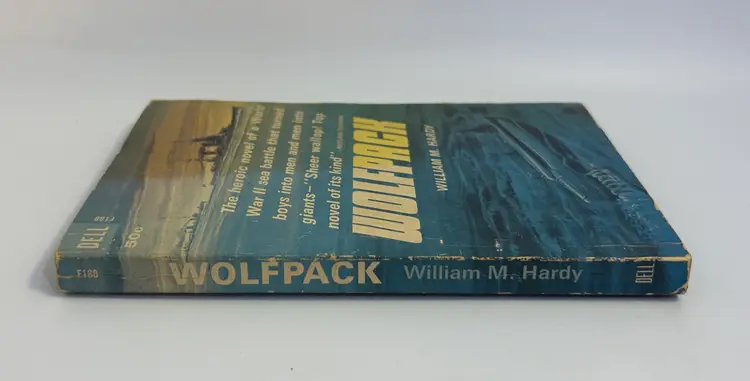 DELL
F188
50c
The heroic novel of a World
War II sea battle that turned
boys into men and men into
giants—"Sheer wallop! Top
novel of its kind"
WOLFPACK
WILLIAM M. HARDY
F188
WOLFPACK
William M. Hardy
DELL